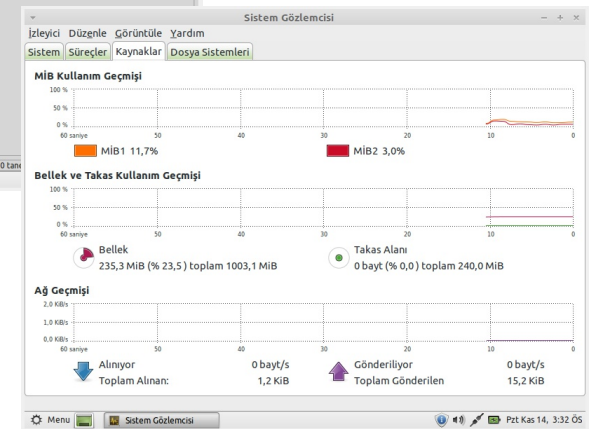 Sistem Gözlemcisi
İzleyici Düzenle Görüntüle Yardım
Sistem Süreçler Kaynaklar Dosya Sistemleri
MİB Kullanım Geçmişi
100 %
50 %
0 %
60 saniye 50 40 30 20 10 0
MİB1 11,7% MİB2 3,0%
0 tane
Bellek ve Takas Kullanım Geçmişi
100 %
50 %
0 %
60 saniye 50 40 30 20 10 0
Bellek Takas Alanı
235,3 MiB (% 23,5 ) toplam 1003,1 MiB 0 bayt (% 0,0 ) toplam 240,0 MiB
Ağ Geçmişi
2,0 KiB/s
1,0 KiB/s
0,0 KiB/s
60 saniye 50 40 30 20 10 0
Alınıyor 0 bayt/s Gönderiliyor 0 bayt/s
Toplam Alınan: 1,2 KiB Toplam Gönderilen 15,2 KiB
Menu Sistem Gözlemcisi Pzt Kas 14, 3:32 ÖS